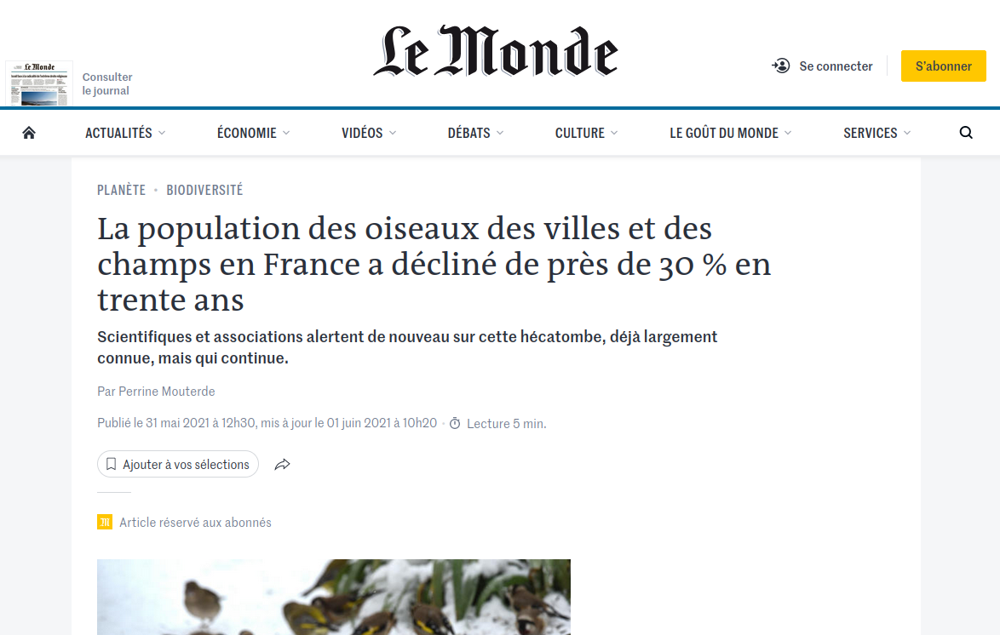 Le Monde
Le Monde
Consulter
le journal
Se connecter
S'abonner
ACTUALITÉS
ÉCONOMIE
VIDÉOS
DÉBATS
CULTURE
LE GOÛT DU MONDE
SERVICES
PLANÈTE • BIODIVERSITÉ
La population des oiseaux des villes et des
champs en France a décliné de près de 30 % en
trente ans
Scientifiques et associations alertent de nouveau sur cette hécatombe, déjà largement
connue, mais qui continue.
Par Perrine Mouterde
Publié le 31 mai 2021 à 12h30, mis à jour le 01 juin 2021 à 10h20 • Lecture 5 min.
Ajouter à vos sélections
M Article réservé aux abonnés